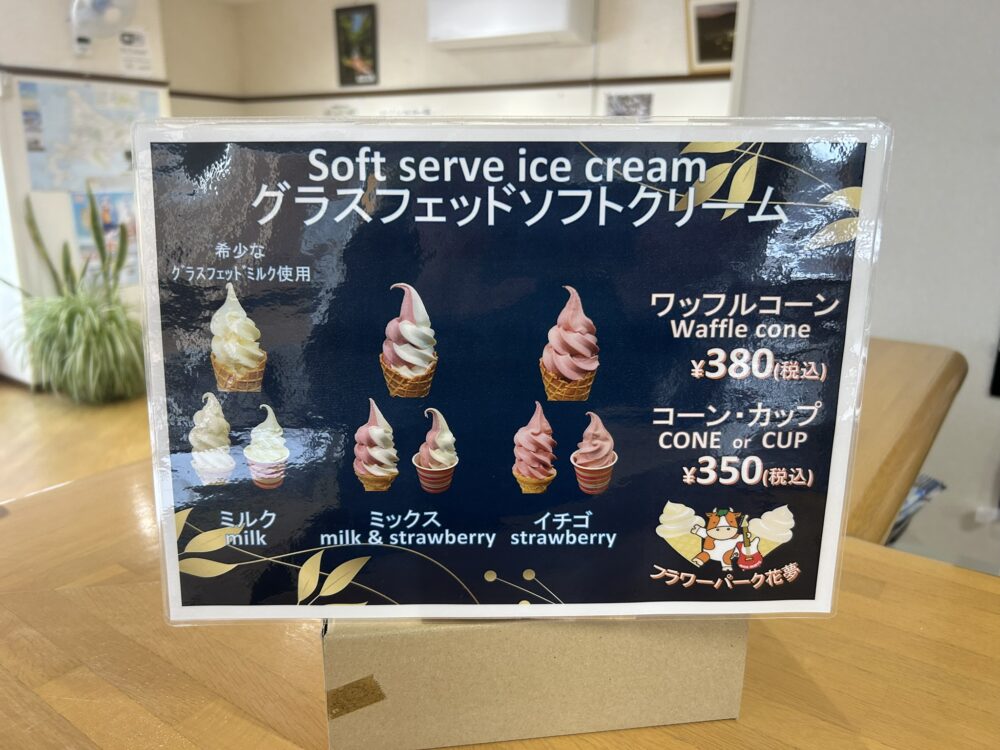 Soft serve ice cream
グラスフェッドソフトクリーム
希少な
グラスフェッドミルク使用
ワッフルコーン
Waffle cone
¥380(税込)
コーン・カップ
CONE or CUP
¥350(税込)
ミルク
milk
ミックス
milk & strawberry
イチゴ
strawberry
フラワーパーク花夢